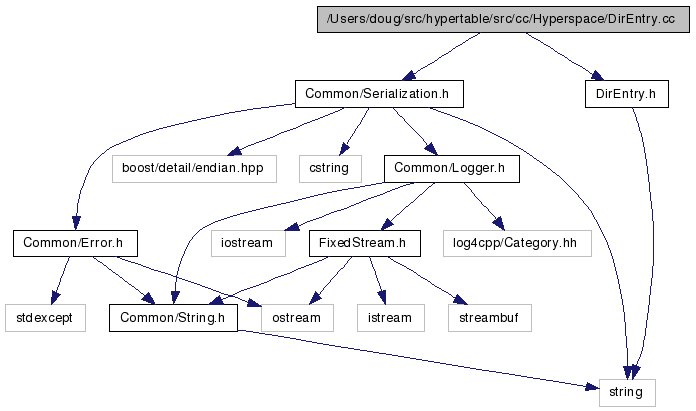 /Users/doug/src/hypertable/src/cc/Hyperspace/DirEntry.cc
Common/Serialization.h
DirEntry.h
boost/detail/endian.hpp
cstring
Common/Logger.h
Common/Error.h
iostream
FixedStream.h
log4cpp/Category.hh
stdexcept
Common/String.h
ostream
istream
streambuf
string